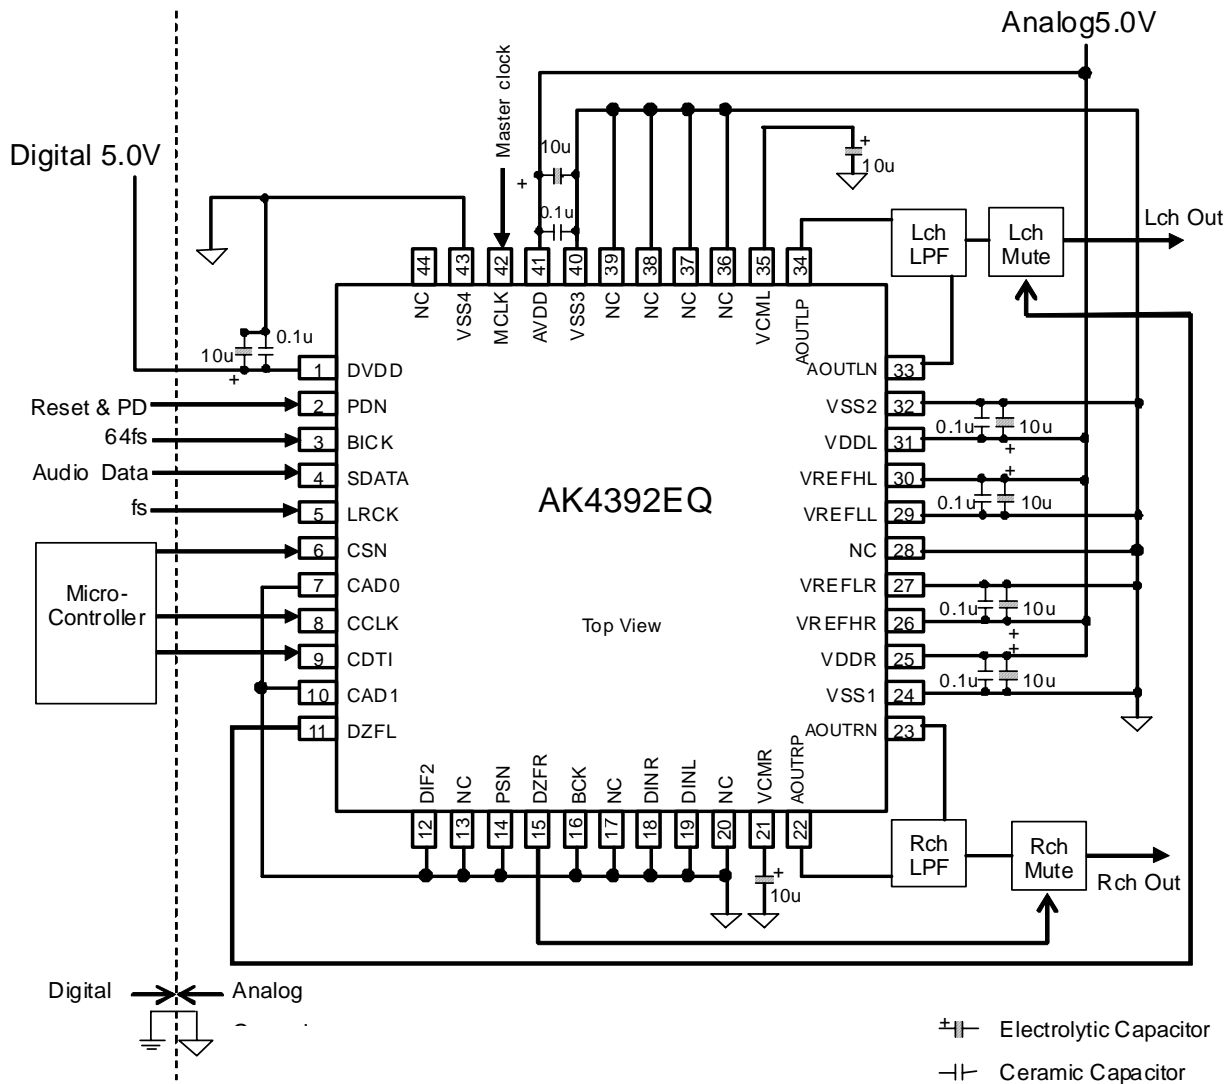 Analog5.0V
Master clock
Digital 5.0V
10u
+
+
10u
0.1u
Lch LPF
Lch Mute
Lch Out
44
43
42
41
40
39
38
37
36
35
34
NC
VSS4
MCLK
AVDD
VSS3
NC
NC
NC
NC
VCML
AOUTLP
10u
0.1u
+
1 DVDD
AOUTLN 33
Reset & PD
2 PDN
VSS2 32
0.1u
10u
64fs
3 BICK
VDDL 31
+
Audio Data
4 SDATA
VREFHL 30
+
0.1u
10u
fs
5 LRCK
VREFLL 29
AK4392EQ
6 CSN
NC 28
Micro-
Controller
7 CAD0
VREFLR 27
0.1u
10u
8 CCLK
Top View
VREFHR 26
+
+
9 CDTI
VDDR 25
0.1u
10u
10 CAD1
VSS1 24
11 DZFL
AOUTRN 23
DIF2
NC
PSN
DZFR
BCK
NC
DINR
DINL
NC
VCMR
AOUTRP
12
13
14
15
16
17
18
19
20
21
22
+
10u
Rch LPF
Rch Mute
Rch Out
Digital
Analog
+
Electrolytic Capacitor
Ceramic Capacitor